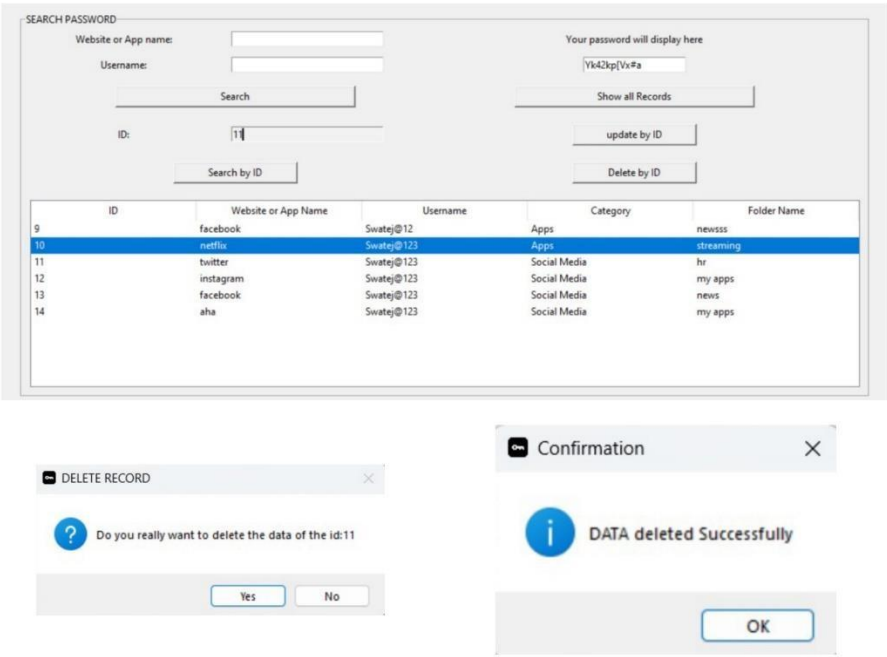 SEARCH PASSWORD
Website or App name: Your password will display here
Username: Yk42kp[Vx#a
Search Show all Records
ID: 11 update by ID
Search by ID Delete by ID
ID Website or App Name Username Category Folder Name
9 facebook Swatej@12 Apps newsss
10 netflix Swatej@123 Apps streaming
11 twitter Swatej@123 Social Media hr
12 instagram Swatej@123 Social Media my apps
13 facebook Swatej@123 Social Media news
14 aha Swatej@123 Social Media my apps
DELETE RECORD
Do you really want to delete the data of the id:11
Yes No
Confirmation
DATA deleted Successfully
OK